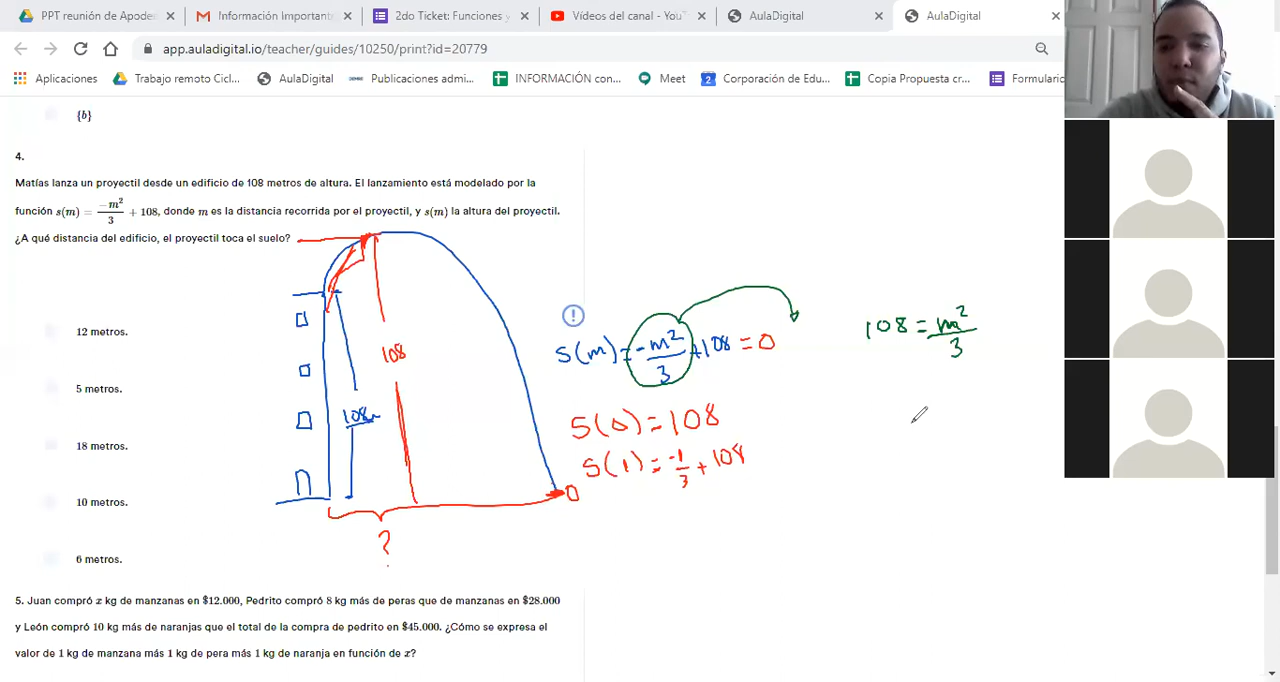 PPT reunión de Apodes
Información Important
2do Ticket: Funciones y
Vídeos del canal - YouT
AulaDigital
AulaDigital
app.auladigital.io/teacher/guides/10250/print?id=20779
Aplicaciones
Trabajo remoto Cicl...
AulaDigital
Publicaciones admi...
INFORMACIÓN con...
Meet
Corporación de Edu...
Copia Propuesta cr...
Formulario
{b}
4.
Matías lanza un proyectil desde un edificio de 108 metros de altura. El lanzamiento está modelado por la
función s(m) = -m²/3 + 108, donde m es la distancia recorrida por el proyectil, y s(m) la altura del proyectil.
¿A qué distancia del edificio, el proyectil toca el suelo?
12 metros.
5 metros.
18 metros.
10 metros.
6 metros.
108
108m
0
?
s(m) = -m²/3 + 108 = 0
s(0) = 108
s(1) = -1/3 + 108
108 = m²/3
5. Juan compró x kg de manzanas en $12.000, Pedrito compró 8 kg más de peras que de manzanas en $28.000
y León compró 10 kg más de naranjas que el total de la compra de pedrito en $45.000. ¿Cómo se expresa el
valor de 1 kg de manzana más 1 kg de pera más 1 kg de naranja en función de x?